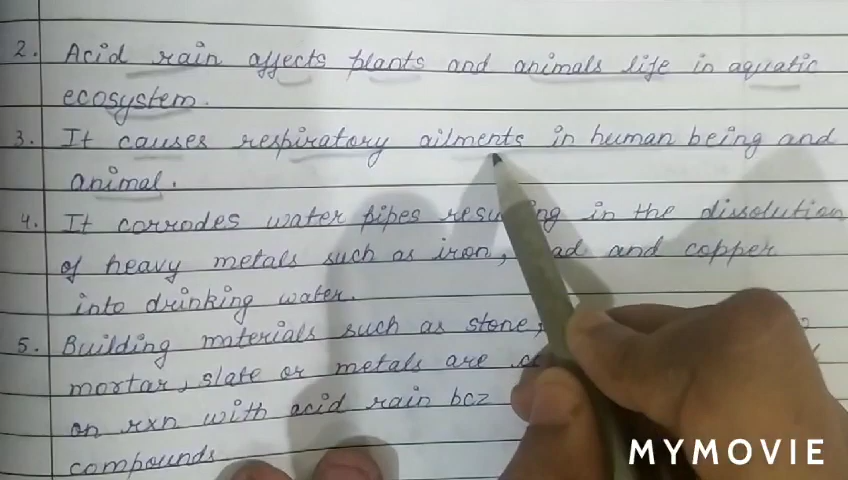 2. Acid rain affects plants and animals life in aquatic
ecosystem.
3. It causes respiratory ailments in human being and
animal.
4. It corrodes water pipes in the dissolution
of heavy metals such as iron, and copper
into drinking water.
5. Building materials such as stone,
mortar, slate or metals are
on rxn with acid rain bcz
compounds
MYMOVIE